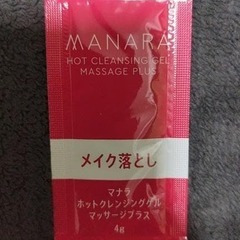 MANARA
HOT CLEANSING GEL
MASSAGE PLUS
メイク落とし
マナラ
ホットクレンジングゲル
マッサージプラス
4g